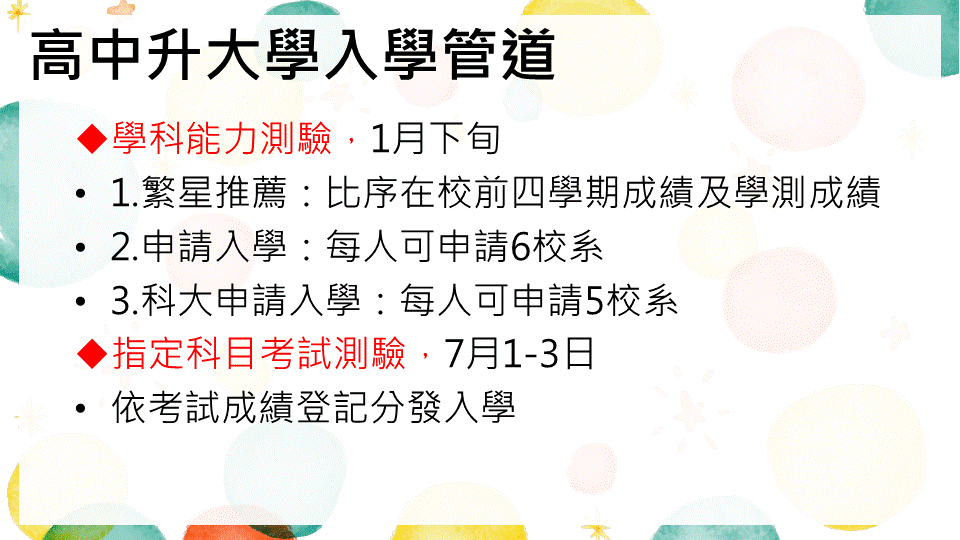 高中升大學入學管道
◆學科能力測驗，1月下旬
• 1.繁星推薦：比序在校前四學期成績及學測成績
• 2.申請入學：每人可申請6校系
• 3.科大申請入學：每人可申請5校系
◆指定科目考試測驗，7月1-3日
• 依考試成績登記分發入學